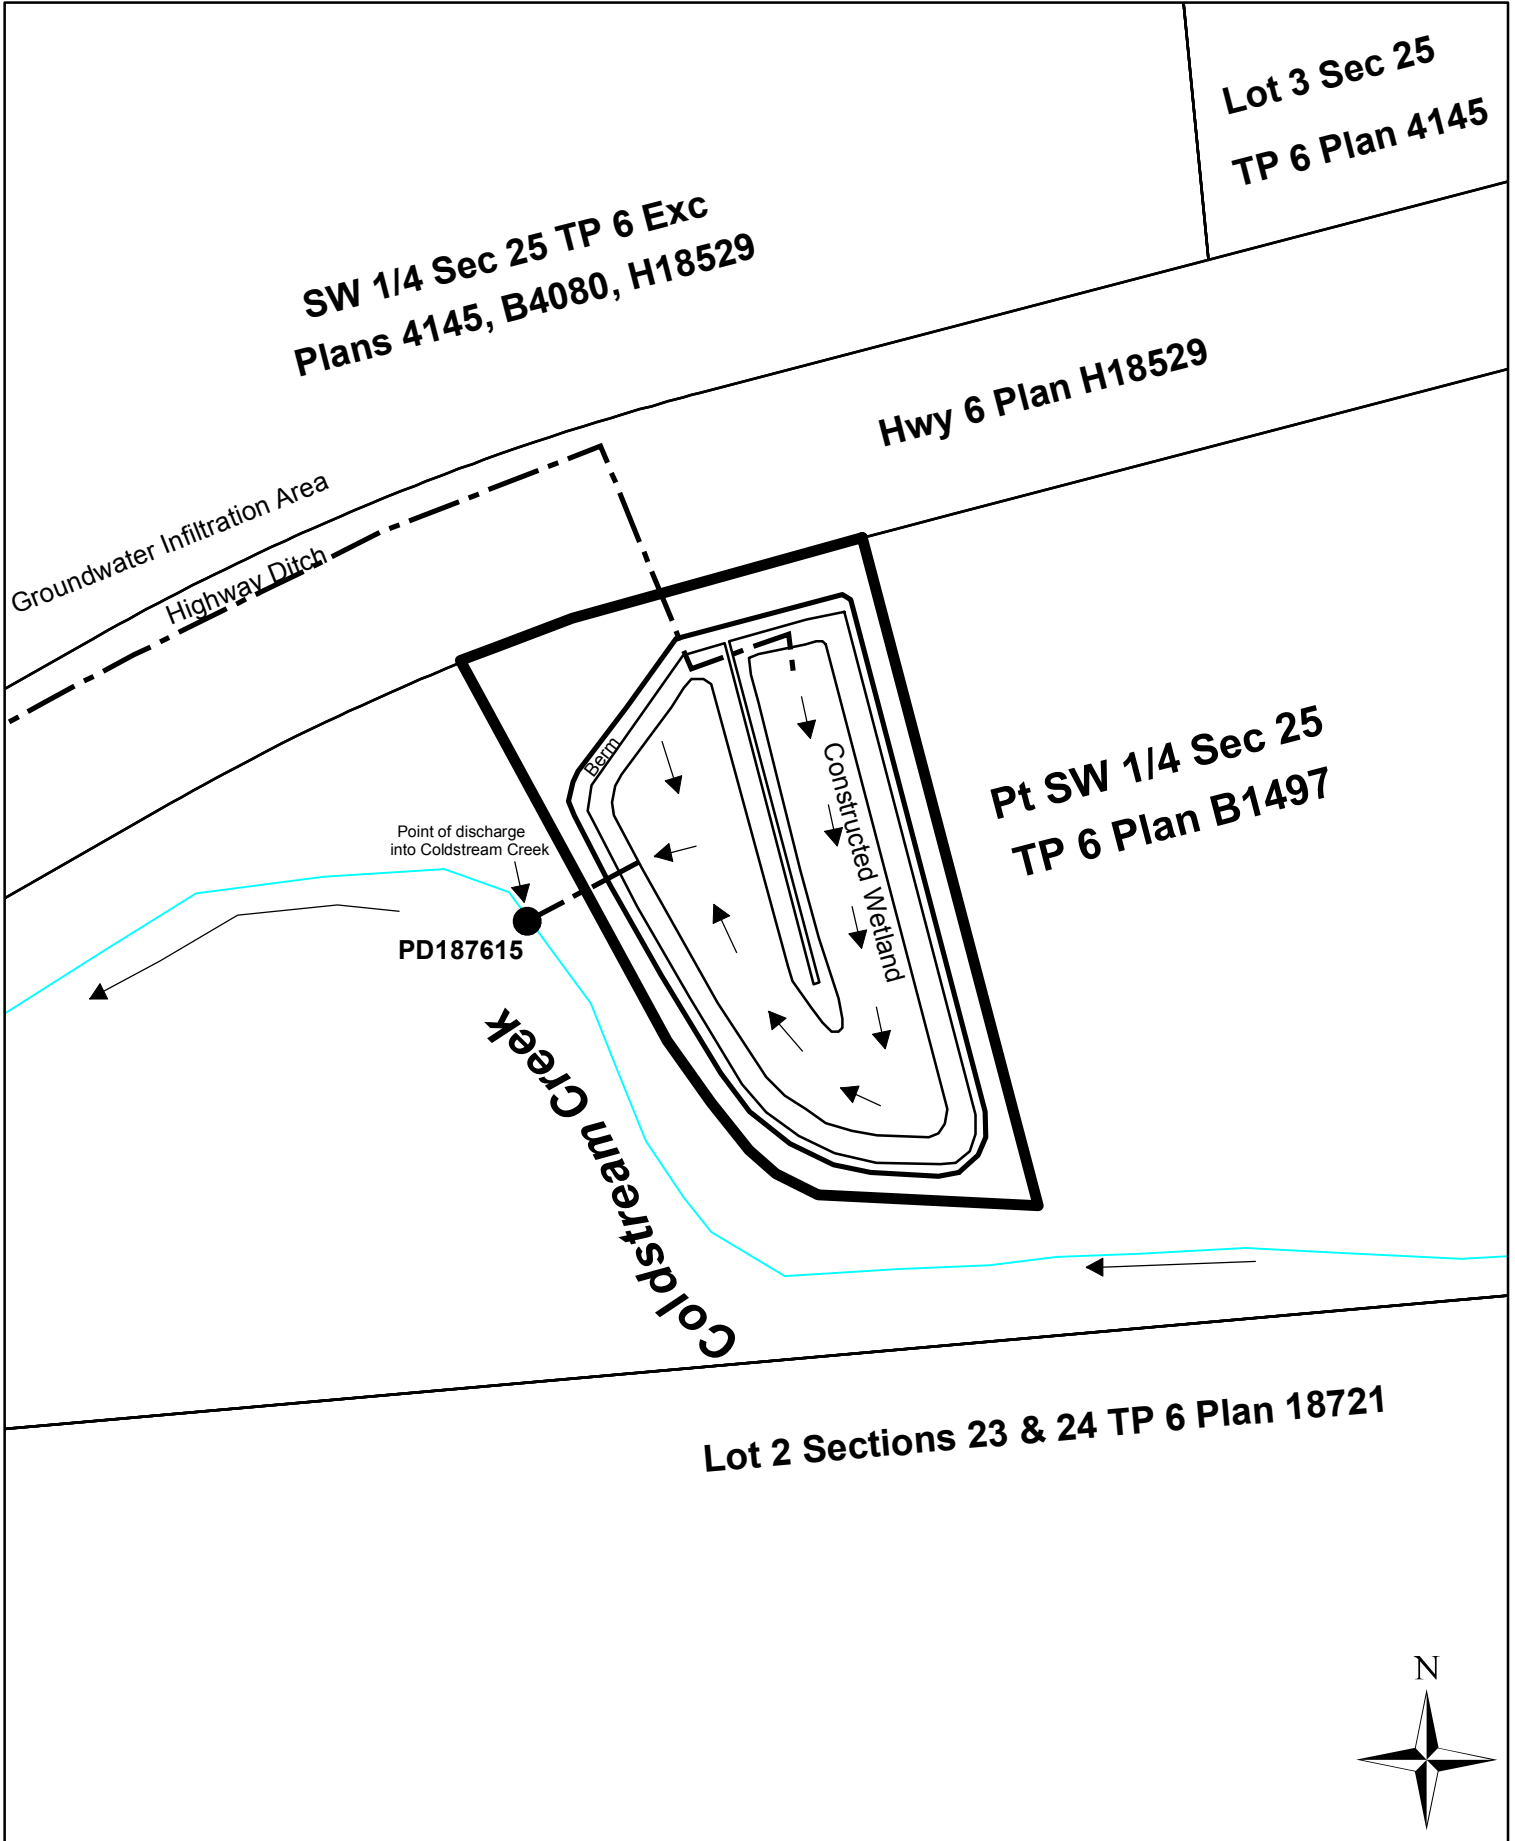 Lot 3 Sec 25
TP 6 Plan 4145
SW 1/4 Sec 25 TP 6 Exc
Plans 4145, B4080, H18529
Hwy 6 Plan H18529
Groundwater Infiltration Area
Highway Ditch
Berm
Constructed Wetland
Pt SW 1/4 Sec 25
TP 6 Plan B1497
Point of discharge
into Coldstream Creek
PD187615
Coldstream Creek
Lot 2 Sections 23 & 24 TP 6 Plan 18721
N